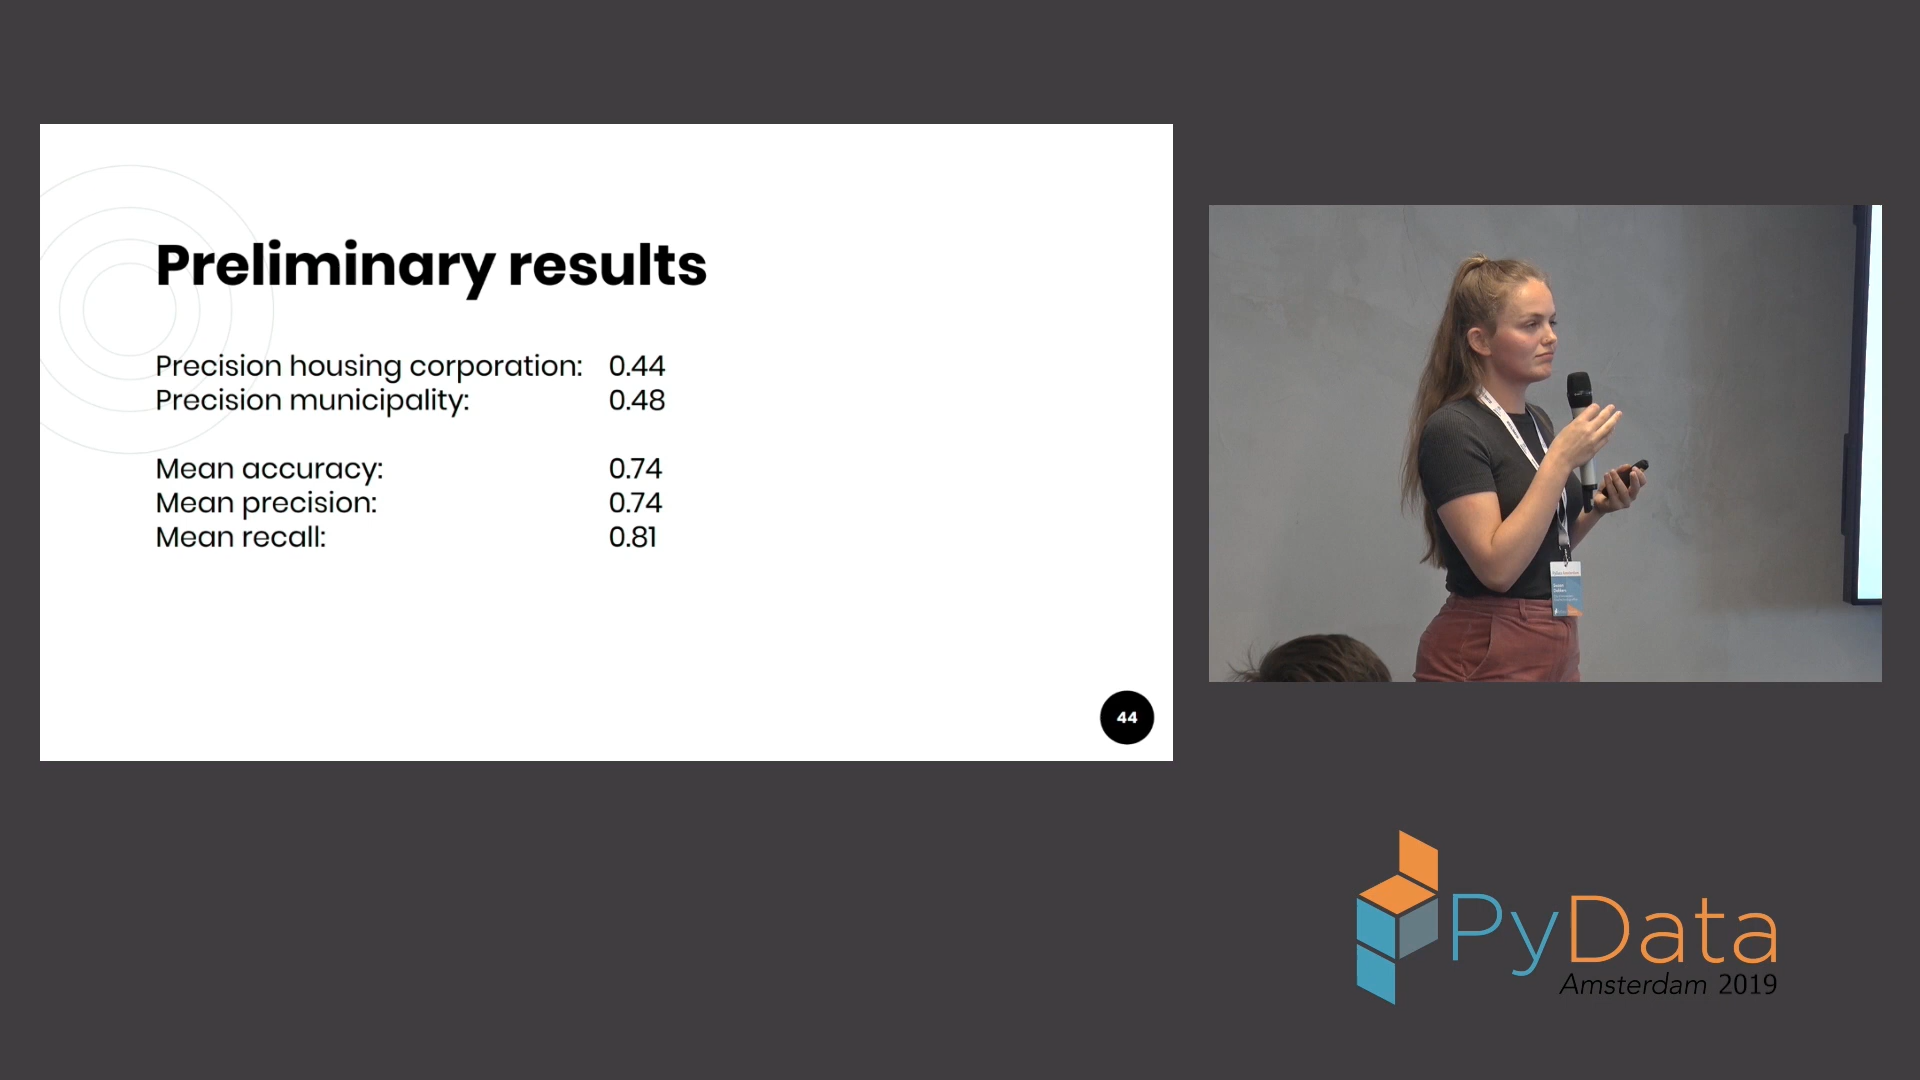 Preliminary results
Precision housing corporation: 0.44
Precision municipality: 0.48
Mean accuracy: 0.74
Mean precision: 0.74
Mean recall: 0.81
44
PyData
Amsterdam 2019